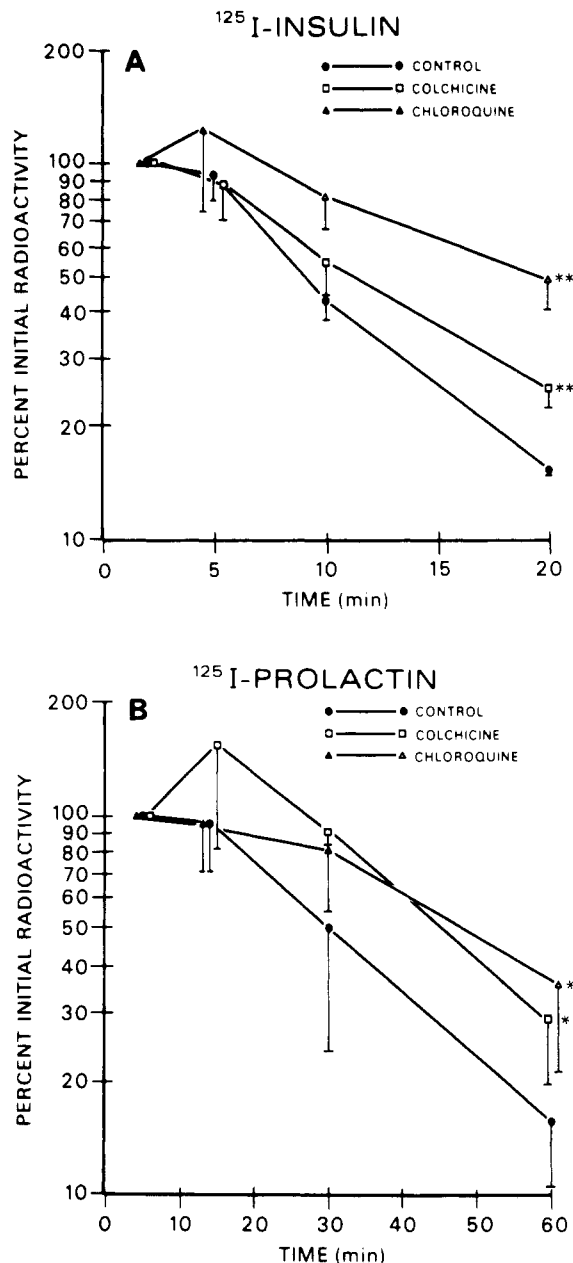 125 I-INSULIN
A
CONTROL
COLCHICINE
CHLOROQUINE
200
100
90
80
70
60
50
40
30
20
10
PERCENT INITIAL RADIOACTIVITY
**
**
0 5 10 15 20
TIME (min)
125 I-PROLACTIN
B
CONTROL
COLCHICINE
CHLOROQUINE
200
100
90
80
70
60
50
40
30
20
10
PERCENT INITIAL RADIOACTIVITY
*
*
0 10 20 30 40 50 60
TIME (min)